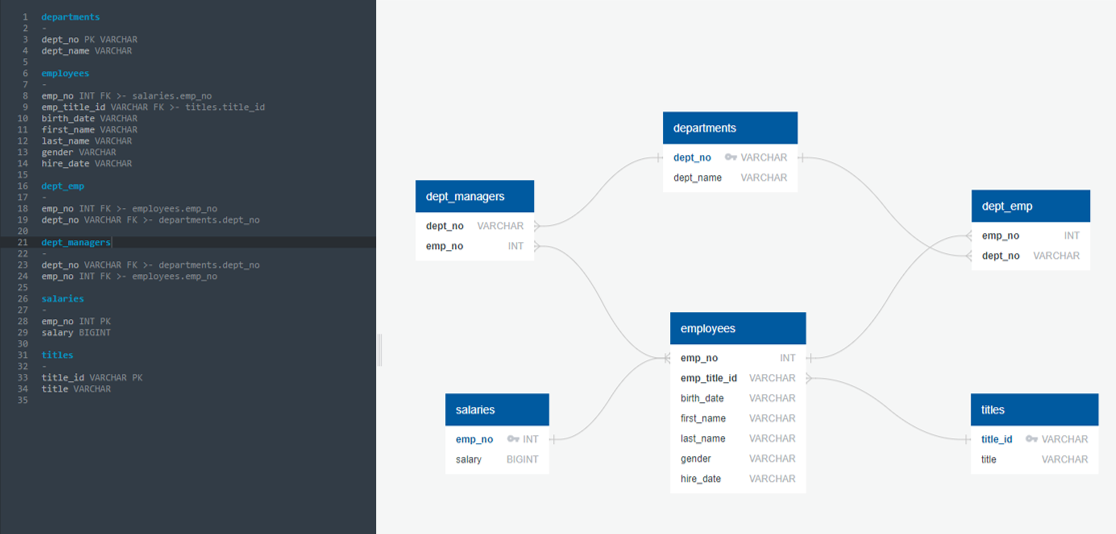 1 departments
2 -
3 dept_no PK VARCHAR
4 dept_name VARCHAR
5
6 employees
7 -
8 emp_no INT FK >- salaries.emp_no
9 emp_title_id VARCHAR FK >- titles.title_id
10 birth_date VARCHAR
11 first_name VARCHAR
12 last_name VARCHAR
13 gender VARCHAR
14 hire_date VARCHAR
15
16 dept_emp
17 -
18 emp_no INT FK >- employees.emp_no
19 dept_no VARCHAR FK >- departments.dept_no
20
21 dept_managers
22 -
23 dept_no VARCHAR FK >- departments.dept_no
24 emp_no INT FK >- employees.emp_no
25
26 salaries
27 -
28 emp_no INT PK
29 salary BIGINT
30
31 titles
32 -
33 title_id VARCHAR PK
34 title VARCHAR
35
departments
dept_no VARCHAR
dept_name VARCHAR
dept_managers
dept_no VARCHAR
emp_no INT
dept_emp
emp_no INT
dept_no VARCHAR
employees
emp_no INT
emp_title_id VARCHAR
birth_date VARCHAR
first_name VARCHAR
last_name VARCHAR
gender VARCHAR
hire_date VARCHAR
salaries
emp_no INT
salary BIGINT
titles
title_id VARCHAR
title VARCHAR